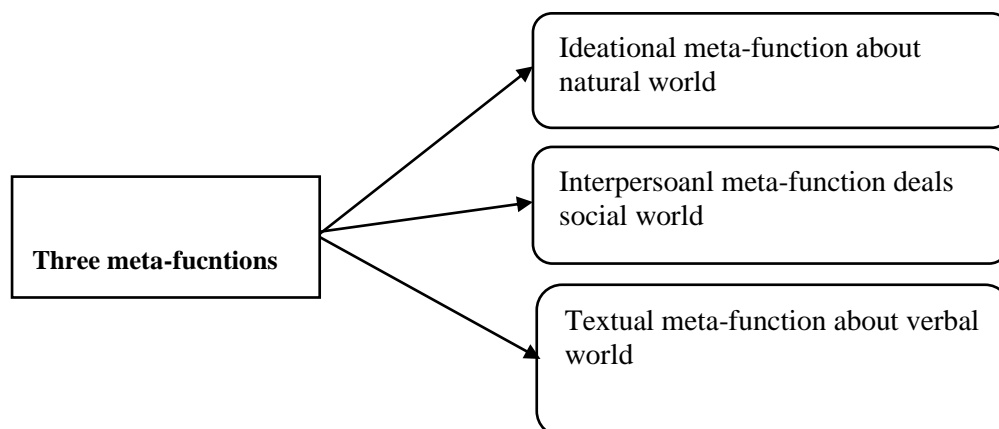 Ideational meta-function about
natural world
Interpersoanl meta-function deals
social world
Three meta-fucntions
Textual meta-function about verbal
world